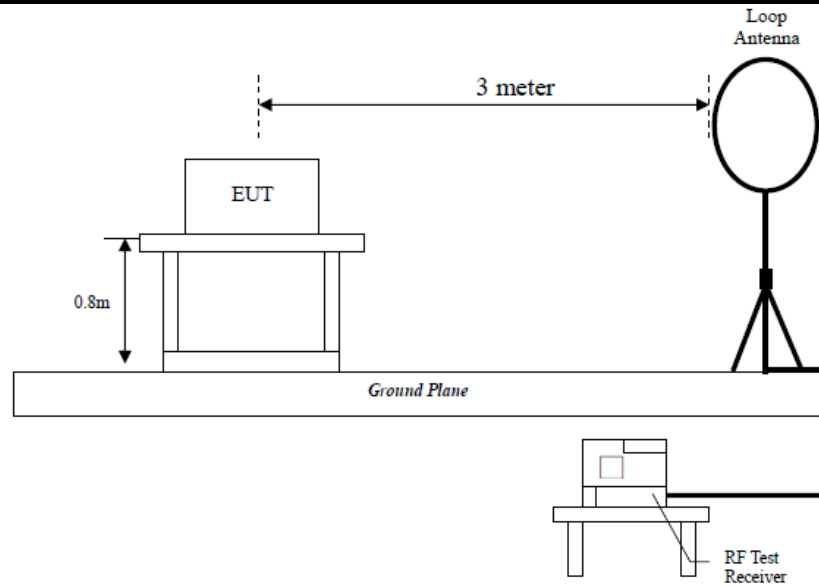 Loop
Antenna
3 meter
EUT
0.8m
Ground Plane
RF Test
Receiver